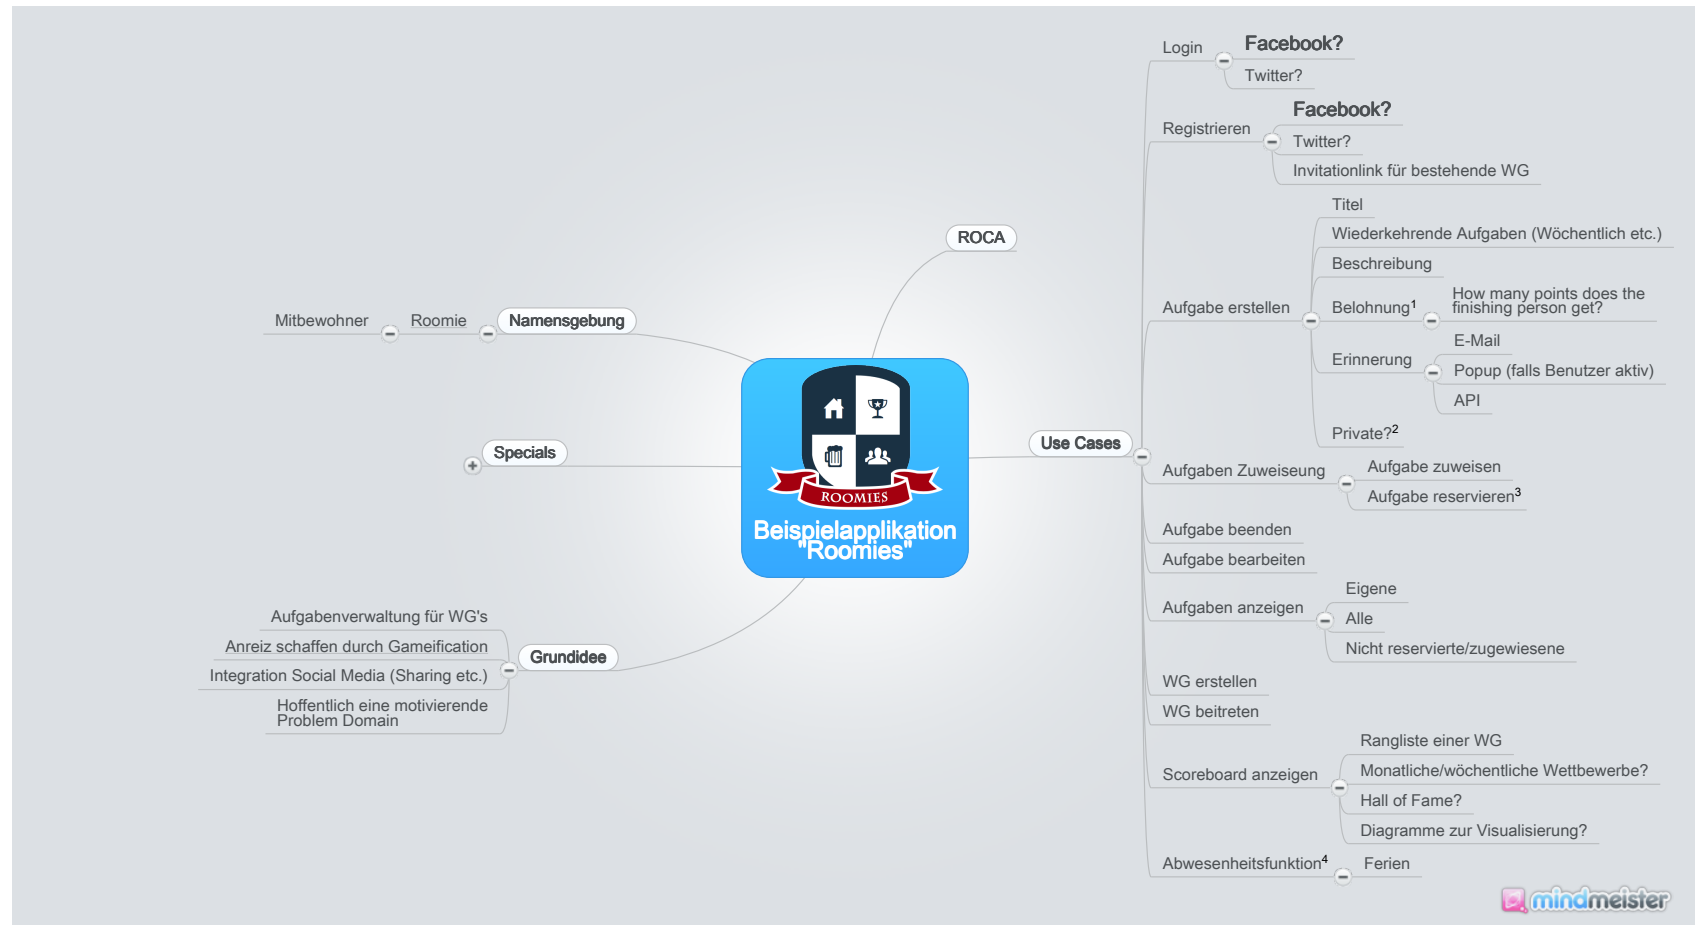 Login
Facebook?
Twitter?
Registrieren
Facebook?
Twitter?
Invitationlink für bestehende WG
ROCA
Titel
Wiederkehrende Aufgaben (Wöchentlich etc.)
Beschreibung
Aufgabe erstellen
Belohnung¹
How many points does the
finishing person get?
Erinnerung
E-Mail
Popup (falls Benutzer aktiv)
API
Private?²
Mitbewohner
Roomie
Namensgebung
Specials
Use Cases
ROOMIES
Beispielapplikation
"Roomies"
Aufgaben Zuweiseung
Aufgabe zuweisen
Aufgabe reservieren³
Aufgabe beenden
Aufgabe bearbeiten
Aufgaben anzeigen
Eigene
Alle
Nicht reservierte/zugewiesene
Aufgabenverwaltung für WG's
Anreiz schaffen durch Gameification
Integration Social Media (Sharing etc.)
Hoffentlich eine motivierende
Problem Domain
Grundidee
WG erstellen
WG beitreten
Scoreboard anzeigen
Rangliste einer WG
Monatliche/wöchentliche Wettbewerbe?
Hall of Fame?
Diagramme zur Visualisierung?
Abwesenheitsfunktion⁴
Ferien
mindmeister